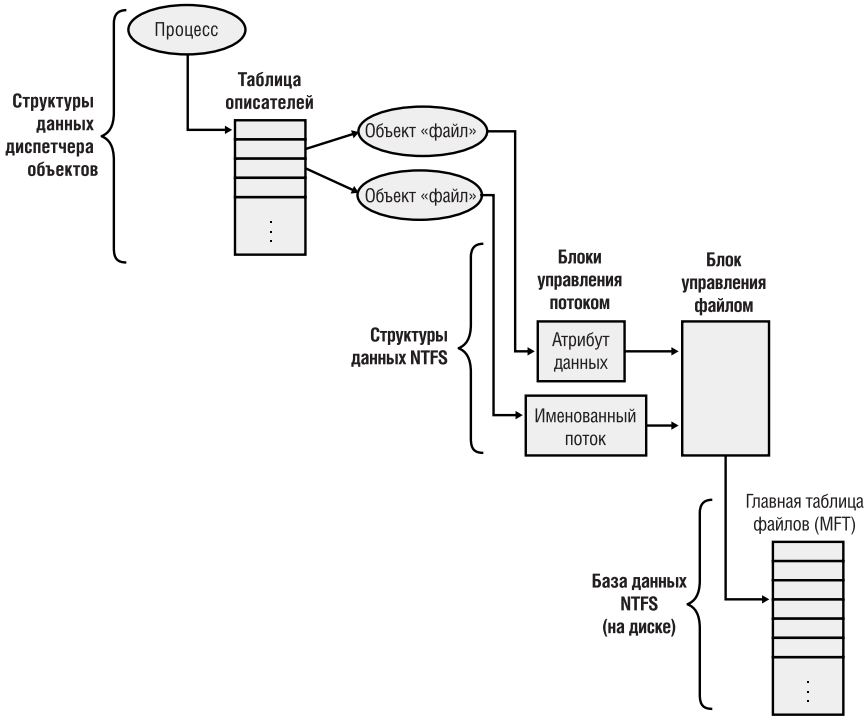 Процесс
Таблица
описателей
Структуры
данных
диспетчера
объектов
Объект «файл»
Объект «файл»
Блоки
управления
потоком
Блок
управления
файлом
Структуры
данных NTFS
Атрибут
данных
Именованный
поток
Главная таблица
файлов (MFT)
База данных
NTFS
(на диске)